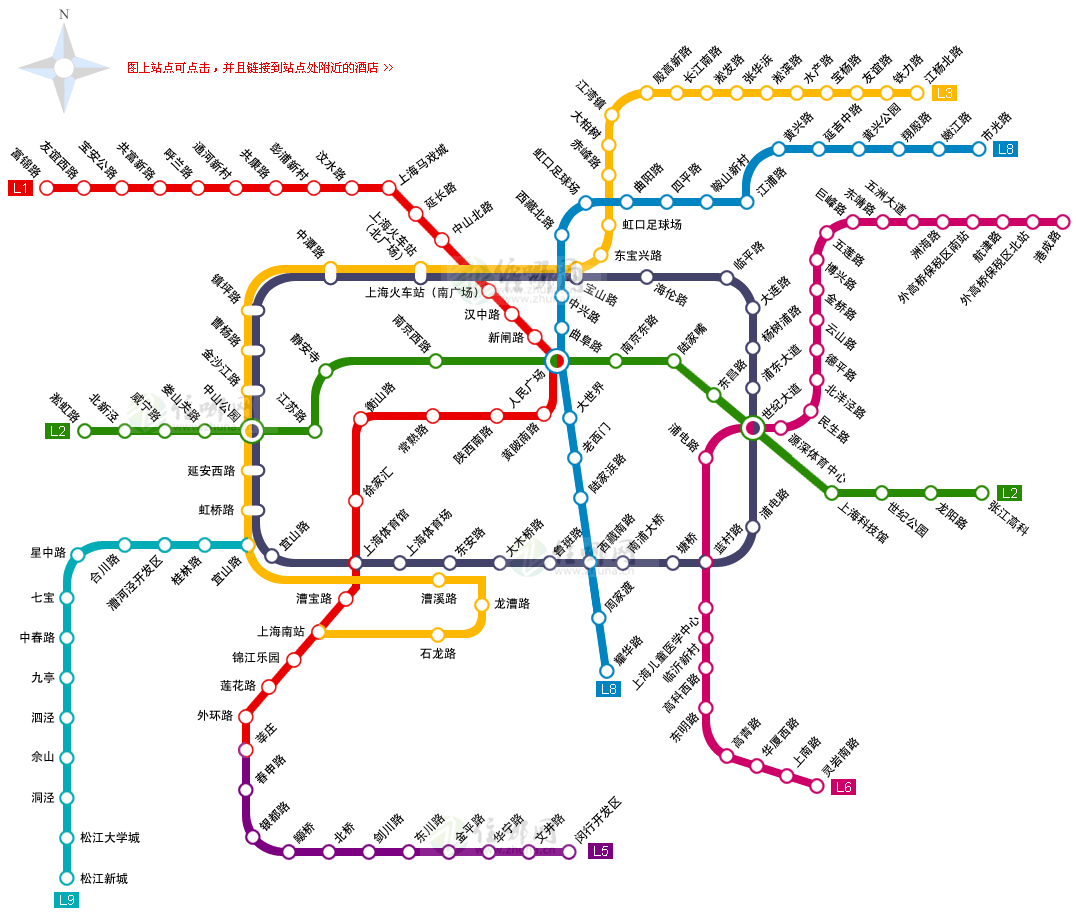 N
图上站点可点击，并且链接到站点处附近的酒店 >>
L1
富锦路
友谊西路
宝安公路
共富新路
呼兰路
通河新村
共康路
彭浦新村
汶水路
上海马戏城
延长路
中山北路
上海火车站
（北广场）
上海火车站（南广场）
汉中路
新闸路
人民广场
黄陂南路
陕西南路
常熟路
衡山路
徐家汇
上海体育馆
漕宝路
上海南站
锦江乐园
莲花路
外环路
莘庄
L3
江杨北路
铁力路
友谊路
宝杨路
水产路
淞滨路
张华浜
淞发路
长江南路
殷高新路
江湾镇
大柏树
赤峰路
虹口足球场
东宝兴路
宝山路
中潭路
镇坪路
曹杨路
金沙江路
中山公园
延安西路
虹桥路
宜山路
漕溪路
龙漕路
石龙路
L8
市光路
嫩江路
翔殷路
黄兴公园
延吉中路
黄兴路
江浦路
鞍山新村
四平路
曲阳路
虹口足球场
西藏北路
中兴路
曲阜路
大世界
老西门
陆家浜路
西藏南路
周家渡
耀华路
L8
L2
淞虹路
北新泾
威宁路
娄山关路
江苏路
静安寺
南京西路
南京东路
陆家嘴
东昌路
世纪大道
源深体育中心
上海科技馆
世纪公园
龙阳路
张江高科
L2
海伦路
临平路
大连路
杨树浦路
浦东大道
浦电路
蓝村路
塘桥
南浦大桥
鲁班路
大木桥路
东安路
上海体育场
宜山路
港成路
外高桥保税区北站
航津路
外高桥保税区南站
洲海路
五洲大道
东靖路
巨峰路
五莲路
博兴路
金桥路
云山路
德平路
北洋泾路
民生路
浦电路
上海儿童医学中心
临沂新村
高科西路
东明路
高青路
华厦西路
上南路
灵岩南路
L6
星中路
合川路
漕河泾开发区
桂林路
七宝
中春路
九亭
泗泾
佘山
洞泾
松江大学城
松江新城
L9
春申路
银都路
颛桥
北桥
剑川路
东川路
金平路
华宁路
文井路
闵行开发区
L5
住哪网